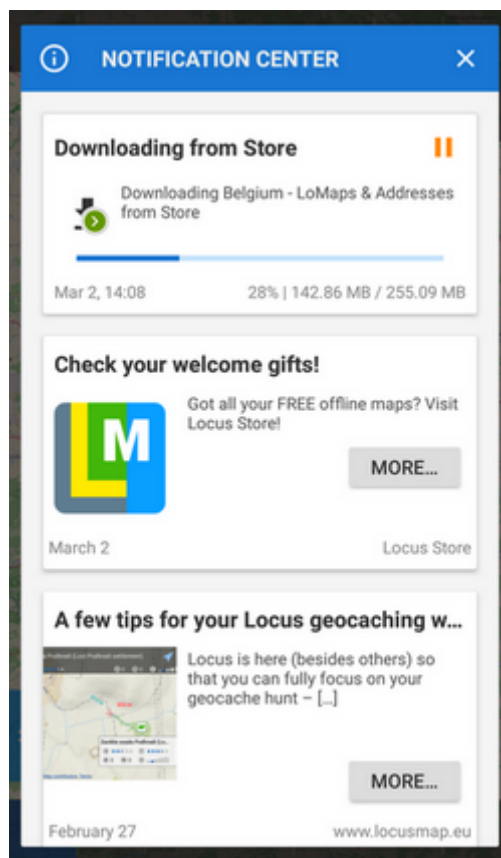 NOTIFICATION CENTER
Downloading from Store
Downloading Belgium - LoMaps & Addresses
from Store
Mar 2, 14:08
28% | 142.86 MB / 255.09 MB
Check your welcome gifts!
LM
Got all your FREE offline maps? Visit
Locus Store!
MORE...
March 2
Locus Store
A few tips for your Locus geocaching w...
Locus is here (besides others) so
that you can fully focus on your
geocache hunt – [...]
MORE...
February 27
www.locusmap.eu